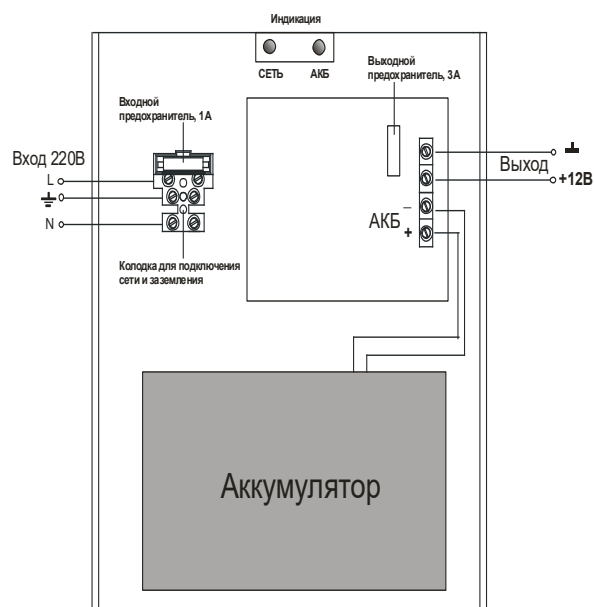 Индикация
СЕТЬ АКБ
Выходной
предохранитель, 3А
Входной
предохранитель, 1А
Вход 220В
L
N
Выход
+12В
АКБ
–
+
Колодка для подключения
сети и заземления
Аккумулятор